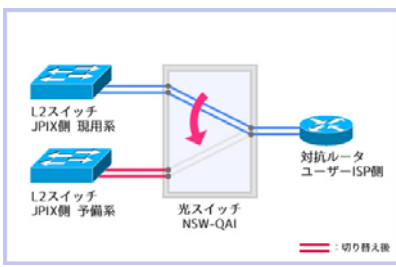 L2スイッチ
JPIX側 現用系
L2スイッチ
JPIX側 予備系
光スイッチ
NSW-QAI
対抗ルータ
ユーザーISP側
：切り替え後